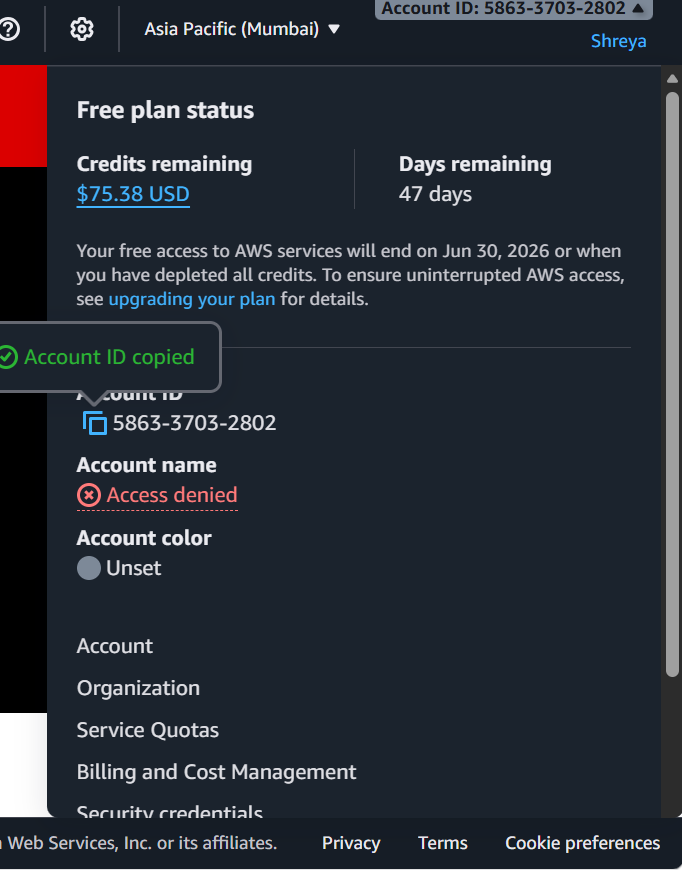 Account ID: 5863-3703-2802
Asia Pacific (Mumbai)
Shreya
Free plan status
Credits remaining
$75.38 USD
Days remaining
47 days
Your free access to AWS services will end on Jun 30, 2026 or when
you have depleted all credits. To ensure uninterrupted AWS access,
see upgrading your plan for details.
Account ID copied
Account ID
5863-3703-2802
Account name
Access denied
Account color
Unset
Account
Organization
Service Quotas
Billing and Cost Management
Security credentials
Web Services, Inc. or its affiliates.
Privacy
Terms
Cookie preferences